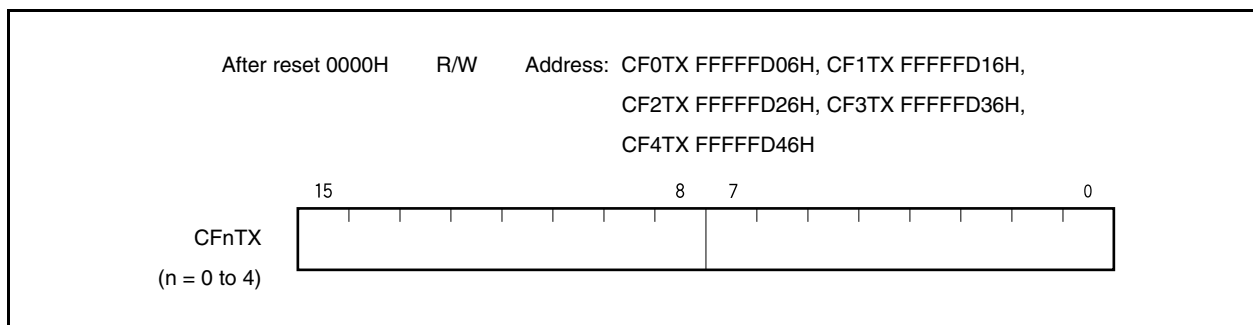 After reset 0000H R/W Address: CF0TX FFFFFD06H, CF1TX FFFFFD16H,
CF2TX FFFFFD26H, CF3TX FFFFFD36H,
CF4TX FFFFFD46H
15 8 7 0
CFnTX
(n = 0 to 4)